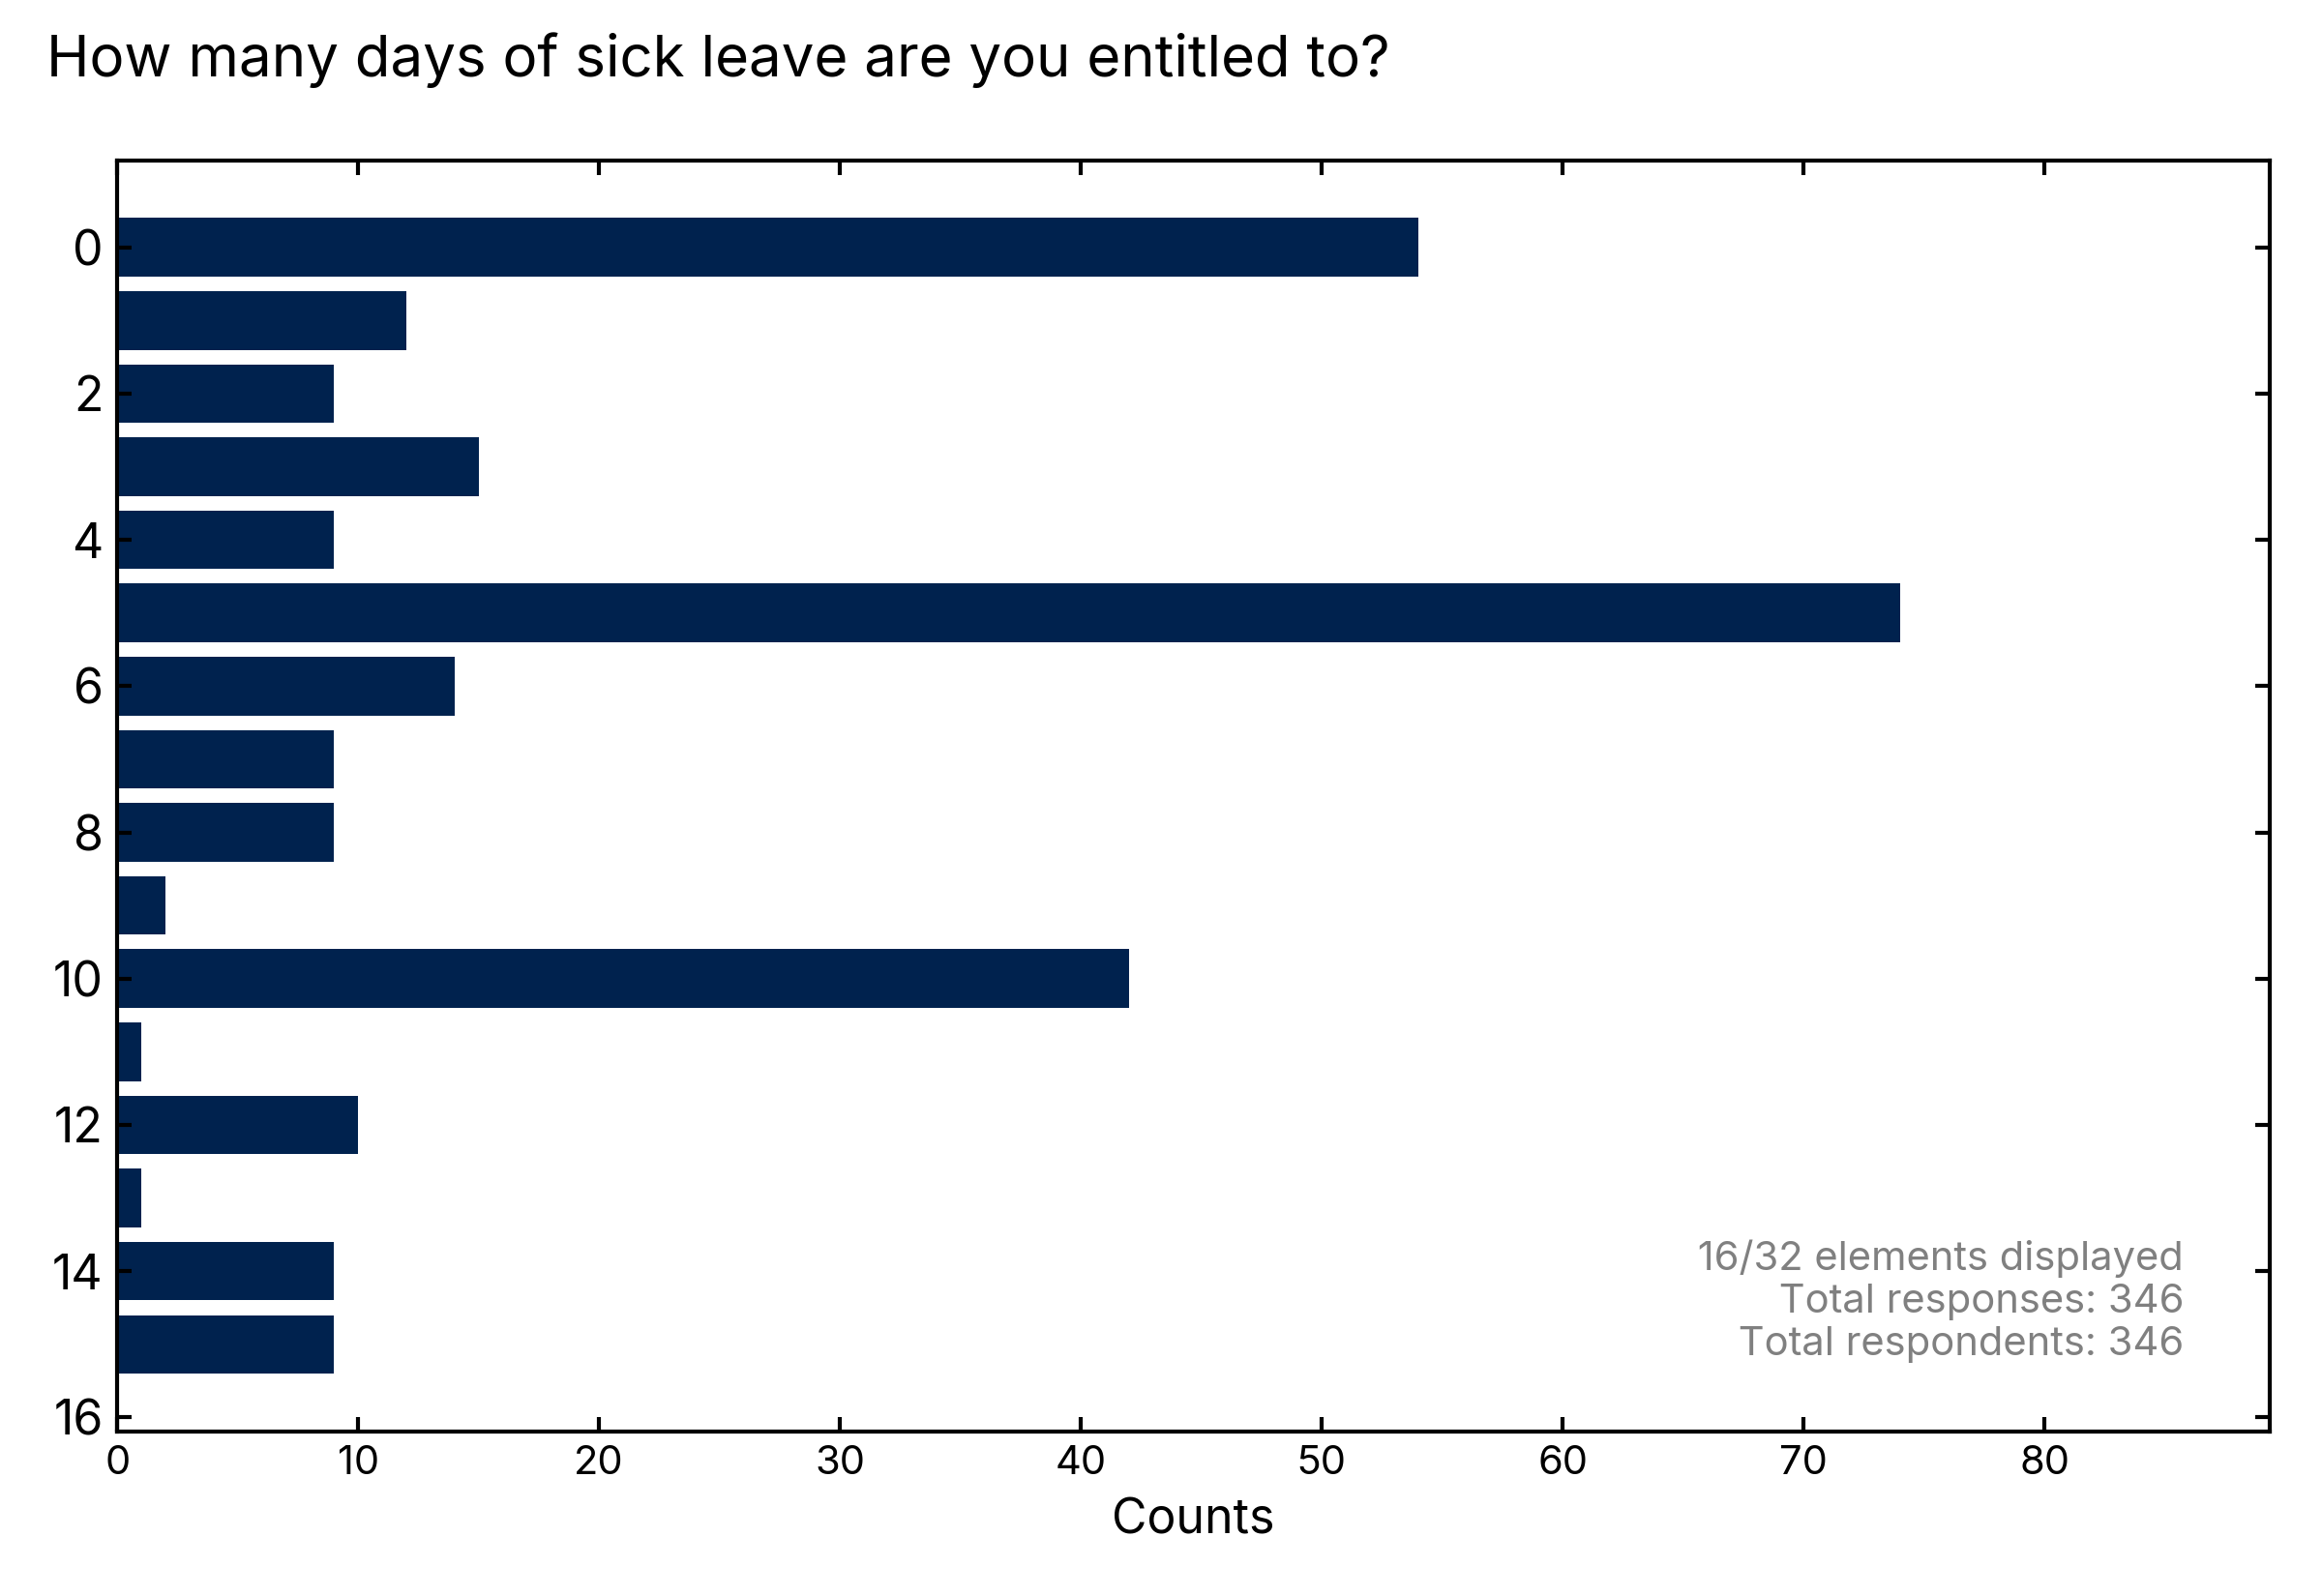 How many days of sick leave are you entitled to?
0
2
4
6
8
10
12
14
16
16/32 elements displayed
Total responses: 346
Total respondents: 346
0 10 20 30 40 50 60 70 80
Counts